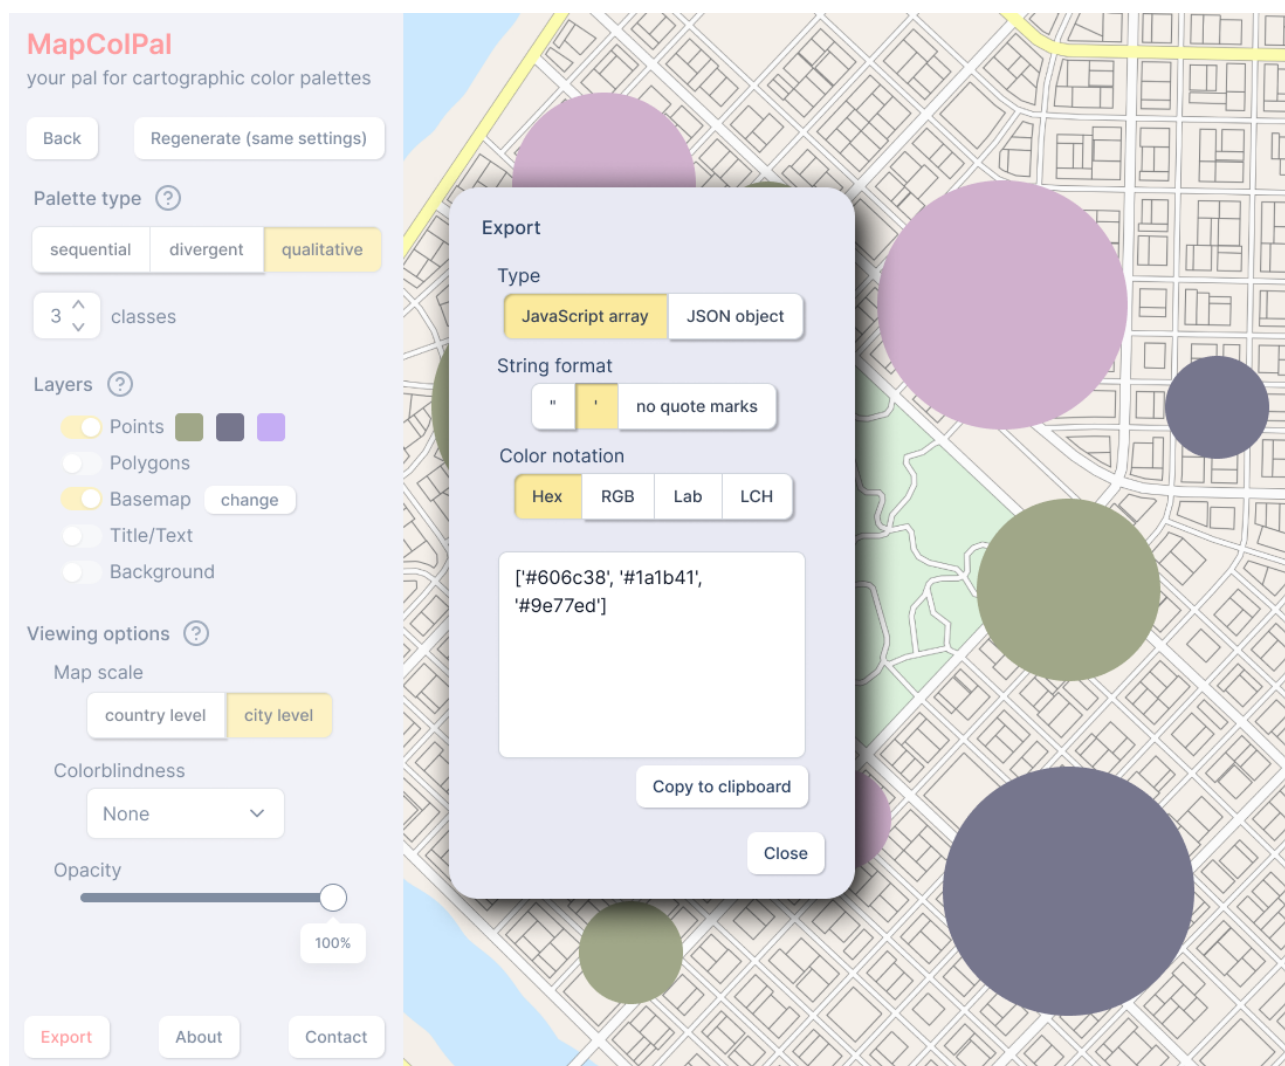 MapColPal
your pal for cartographic color palettes
Back
Regenerate (same settings)
Palette type ?
sequential divergent qualitative
3 classes
Layers ?
Points
Polygons
Basemap change
Title/Text
Background
Viewing options ?
Map scale
country level city level
Colorblindness
None
Opacity
100%
Export About Contact
Export
Type
JavaScript array JSON object
String format
" ' no quote marks
Color notation
Hex RGB Lab LCH
['#606c38', '#1a1b41',
'#9e77ed']
Copy to clipboard
Close